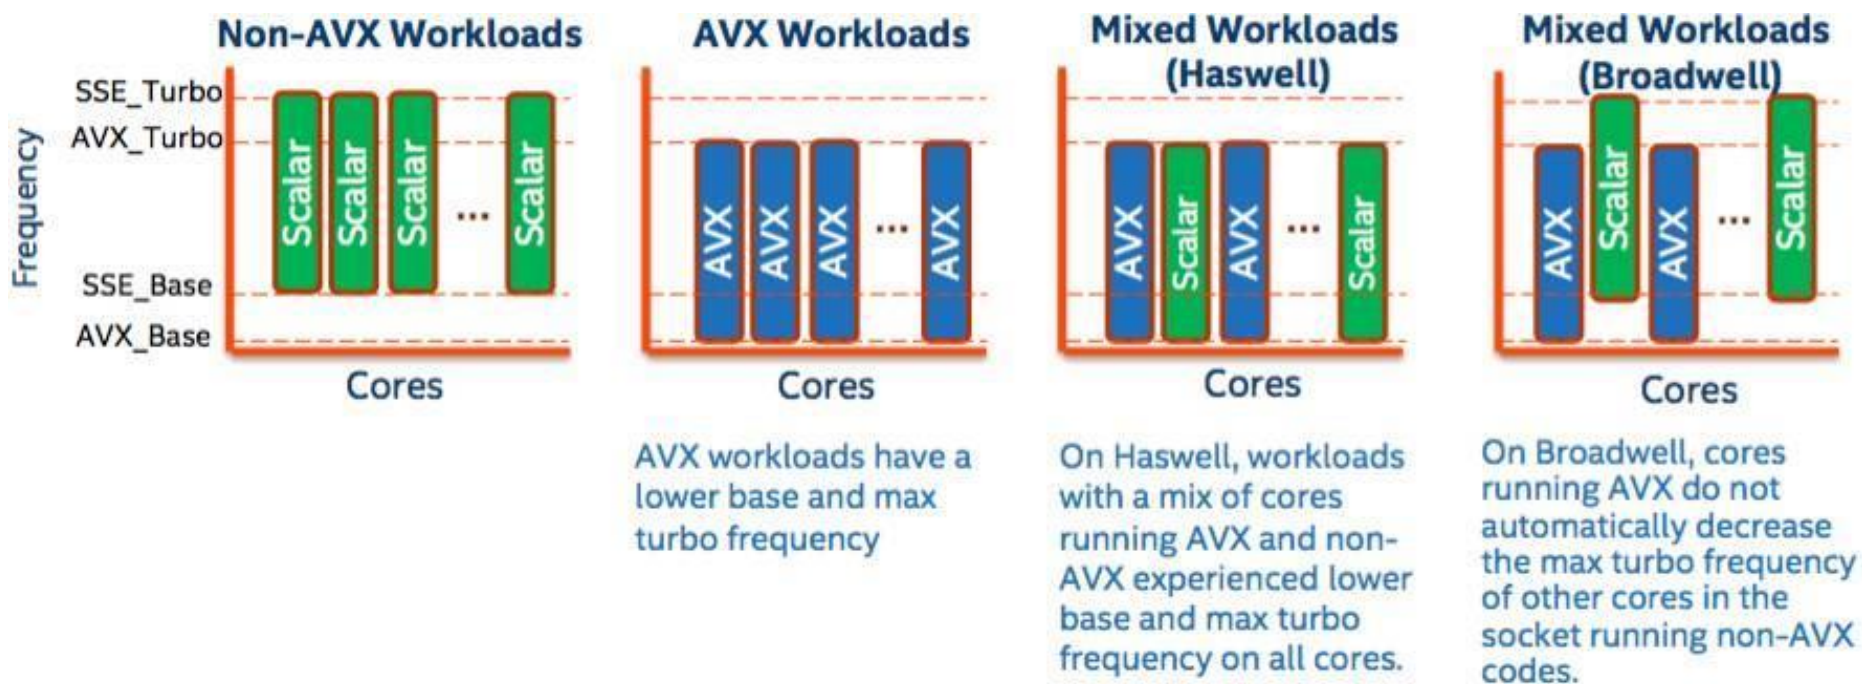 Non-AVX Workloads
SSE_Turbo
AVX_Turbo
SSE_Base
AVX_Base
Frequency
Scalar
Scalar
Scalar
...
Scalar
Cores
AVX Workloads
AVX
AVX
AVX
...
AVX
Cores
AVX workloads have a
lower base and max
turbo frequency
Mixed Workloads
(Haswell)
AVX
Scalar
AVX
...
Scalar
Cores
On Haswell, workloads
with a mix of cores
running AVX and non-
AVX experienced lower
base and max turbo
frequency on all cores.
Mixed Workloads
(Broadwell)
AVX
Scalar
AVX
...
Scalar
Cores
On Broadwell, cores
running AVX do not
automatically decrease
the max turbo frequency
of other cores in the
socket running non-AVX
codes.